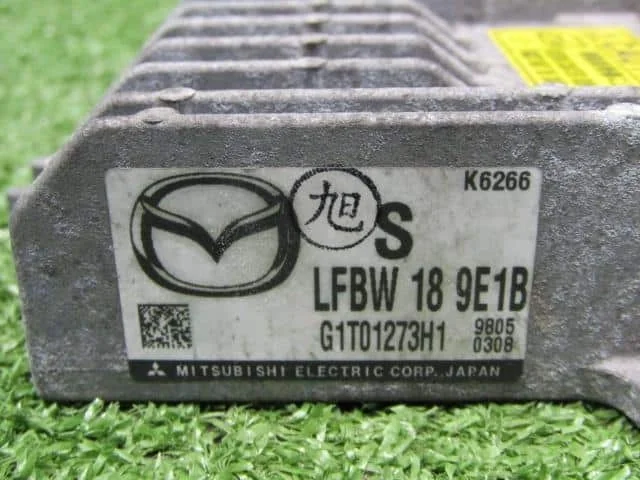 K6266
旭
S
LFBW 18 9E1B
G1T01273H1 9805
0308
MITSUBISHI ELECTRIC CORP., JAPAN